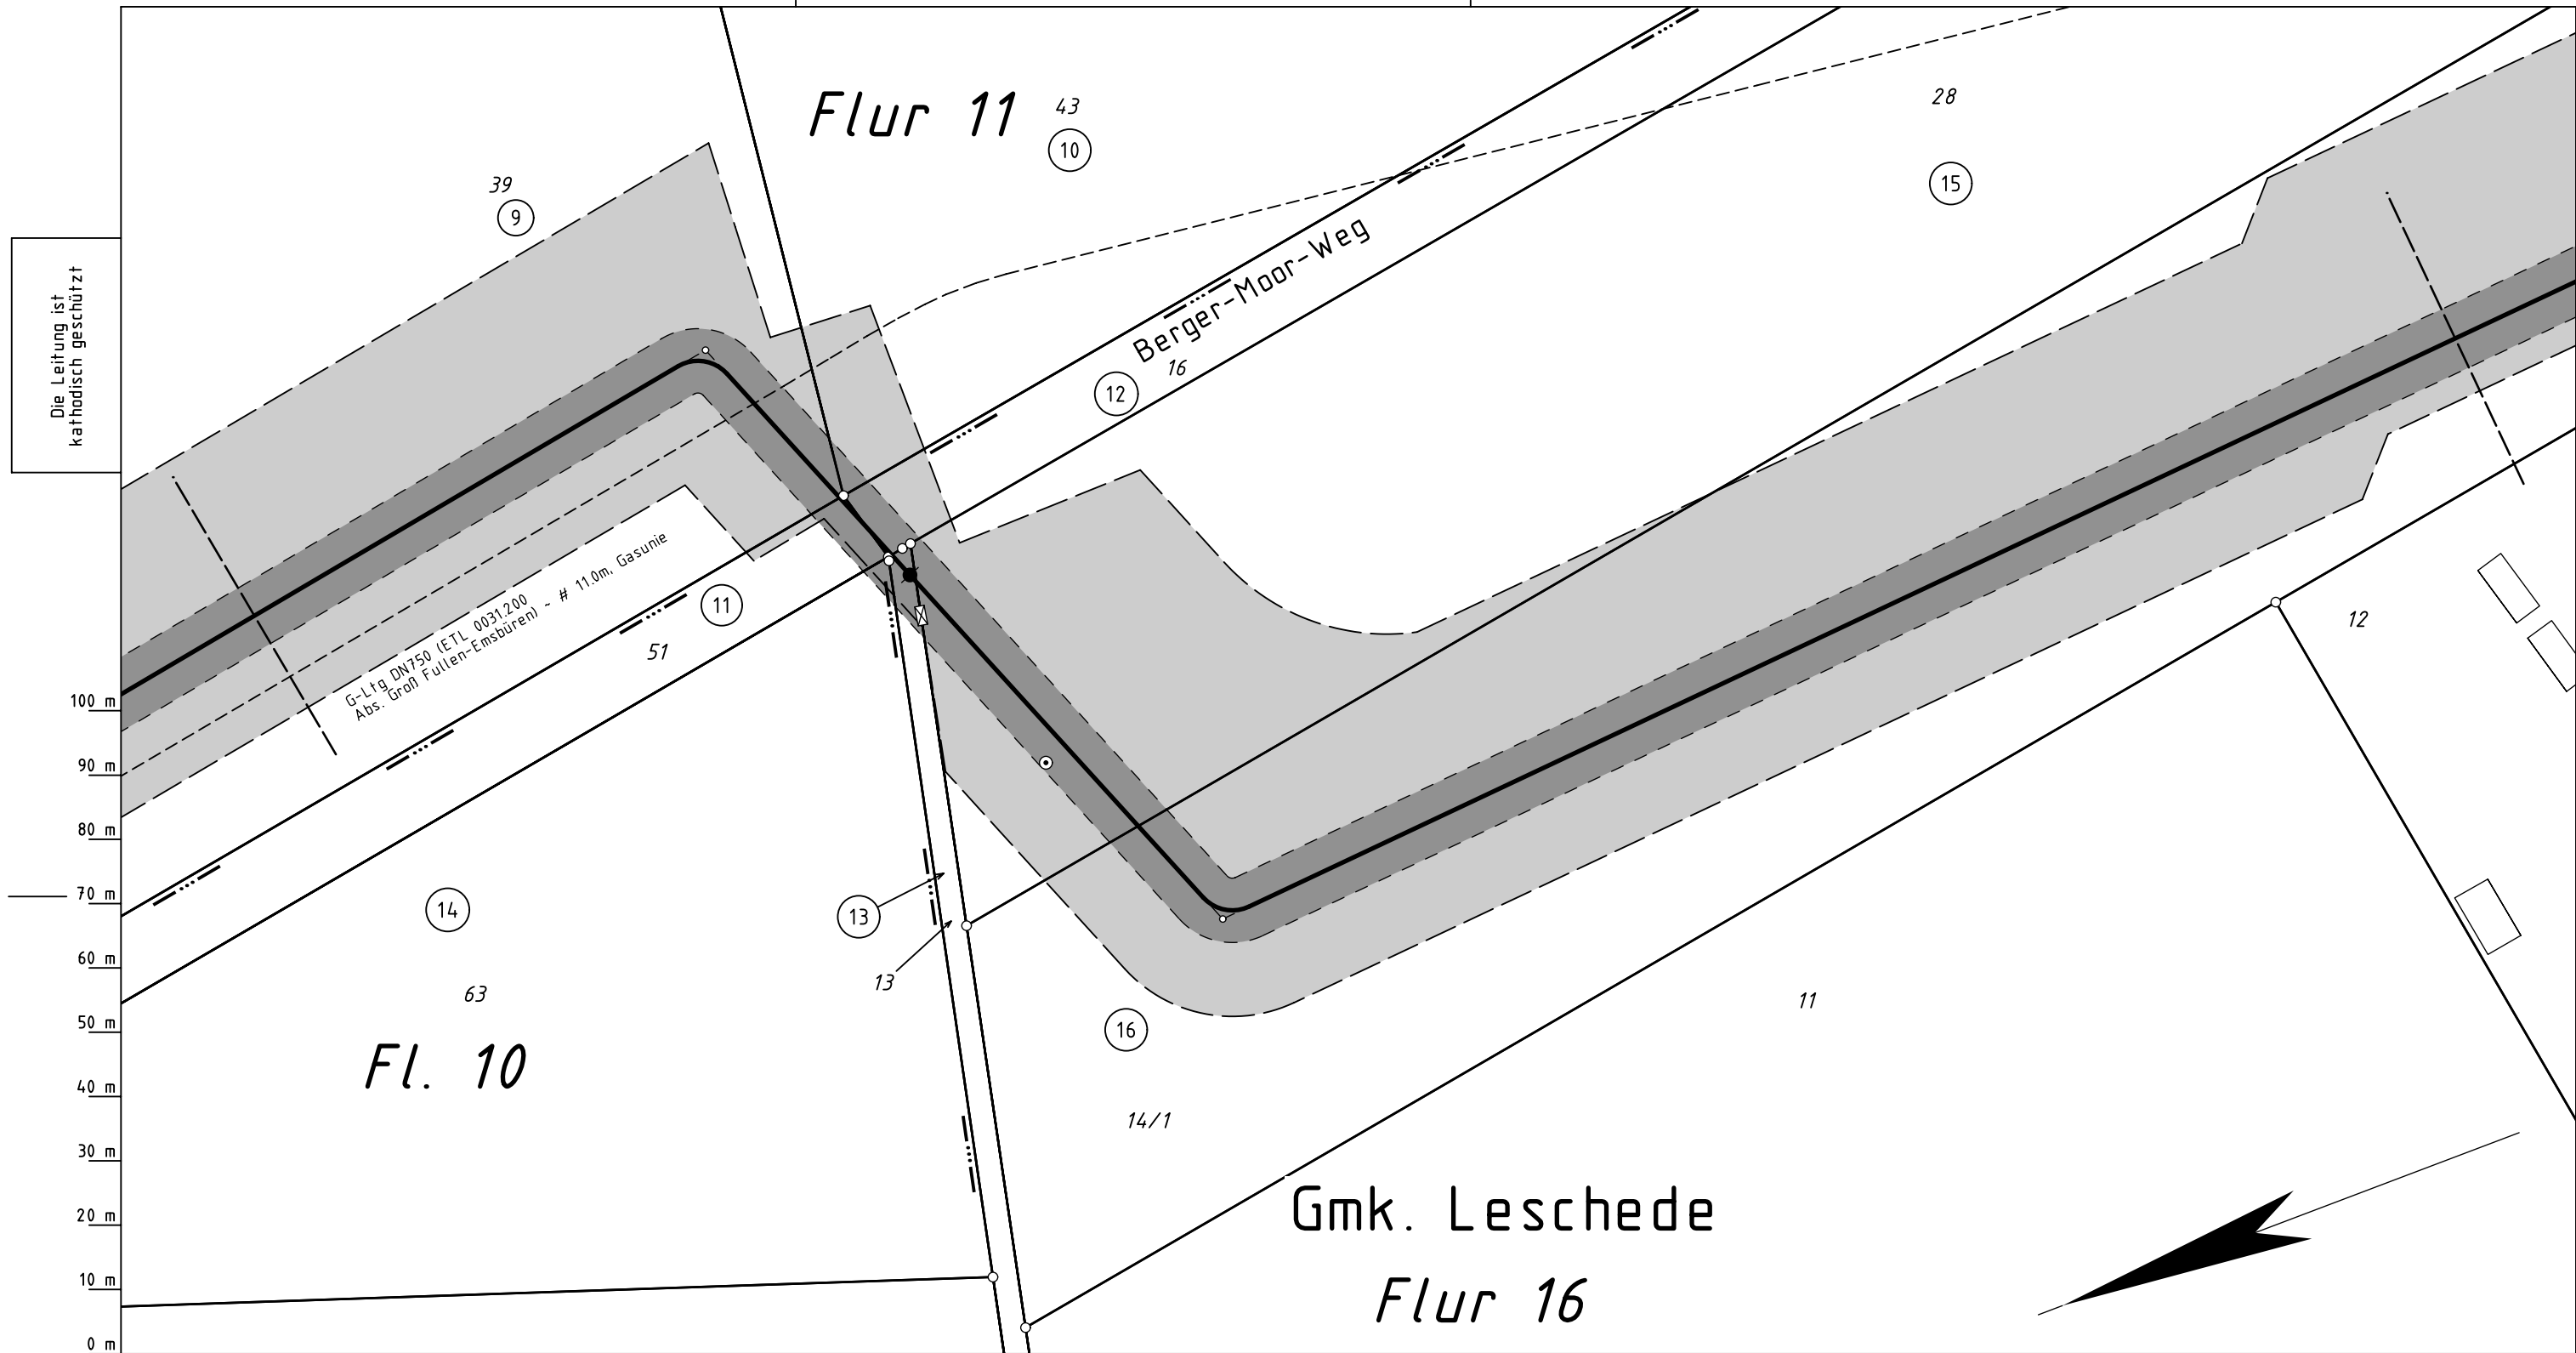 Flur 11
43
10
28
15
39
9
Die Leitung ist
kathodisch geschützt
Berger-Moor-Weg
16
12
G-Ltg DN750 (ETL 0031.200
Abs. Groß Fullen-Emsbüren) ~ # 11.0m, Gasunie
11
51
12
100 m
90 m
80 m
70 m
60 m
50 m
40 m
30 m
20 m
10 m
0 m
14
63
Fl. 10
13
13
16
14/1
11
Gmk. Leschede
Flur 16